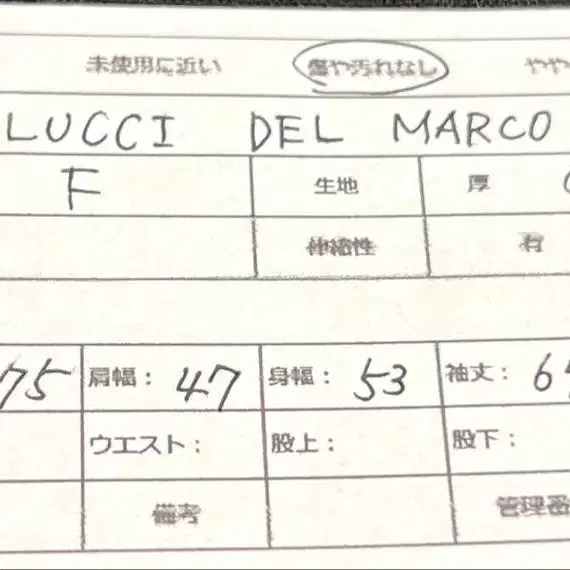 未使用に近い 傷や汚れなし やや
LUCCI DEL MARCO
F 生地 厚
伸縮性 有
75 肩幅： 47 身幅： 53 袖丈： 6
ウエスト： 股上： 股下：
備考 管理番